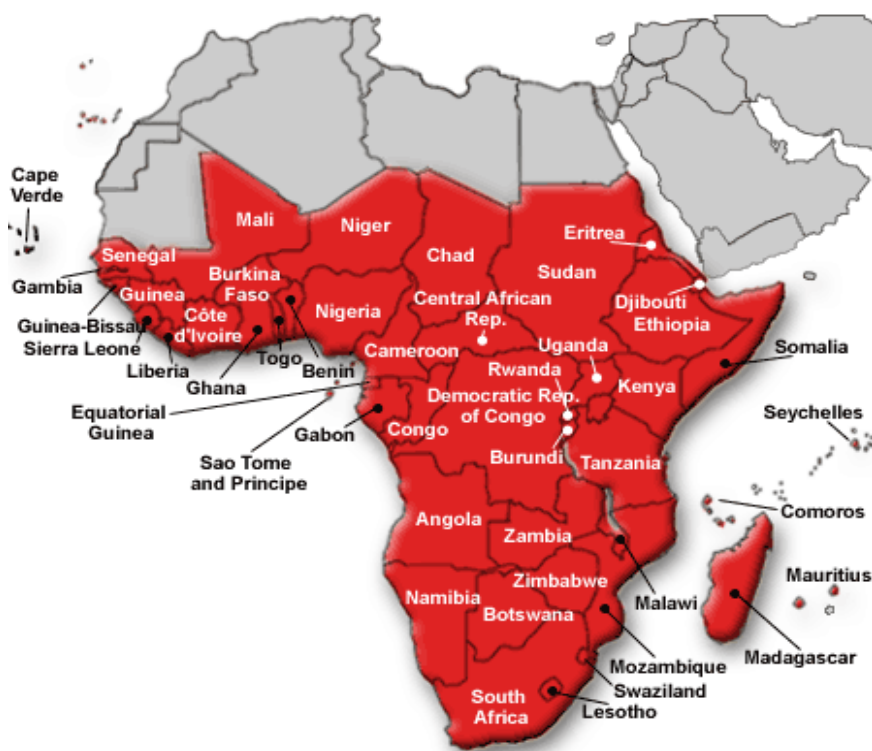 Cape
Verde
Mali
Niger
Chad
Sudan
Eritrea
Senegal
Gambia
Guinea
Burkina
Faso
Nigeria
Central African
Rep.
Djibouti
Ethiopia
Guinea-Bissau
Côte
d'Ivoire
Sierra Leone
Liberia
Ghana
Togo
Benin
Cameroon
Uganda
Rwanda
Kenya
Somalia
Equatorial
Guinea
Gabon
Congo
Democratic Rep.
of Congo
Seychelles
Sao Tome
and Principe
Burundi
Tanzania
Comoros
Angola
Zambia
Malawi
Mauritius
Namibia
Zimbabwe
Botswana
Mozambique
Madagascar
Swaziland
Lesotho
South
Africa